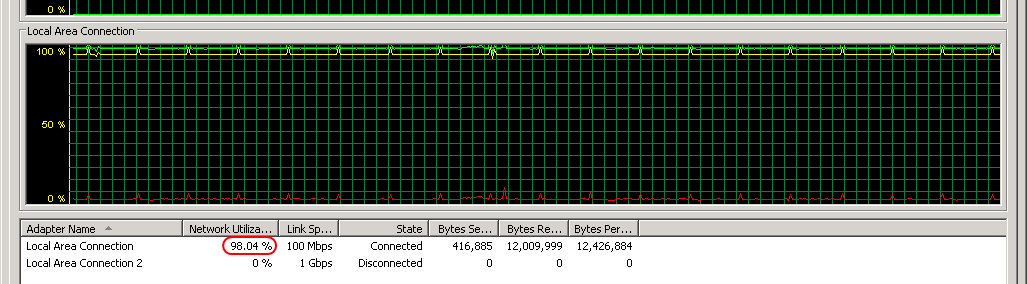 0 %
Local Area Connection
100 %
50 %
0 %
Adapter Name Network Utiliza... Link Sp... State Bytes Se... Bytes Re... Bytes Per...
Local Area Connection 98.04 % 100 Mbps Connected 416,885 12,009,999 12,426,884
Local Area Connection 2 0 % 1 Gbps Disconnected 0 0 0